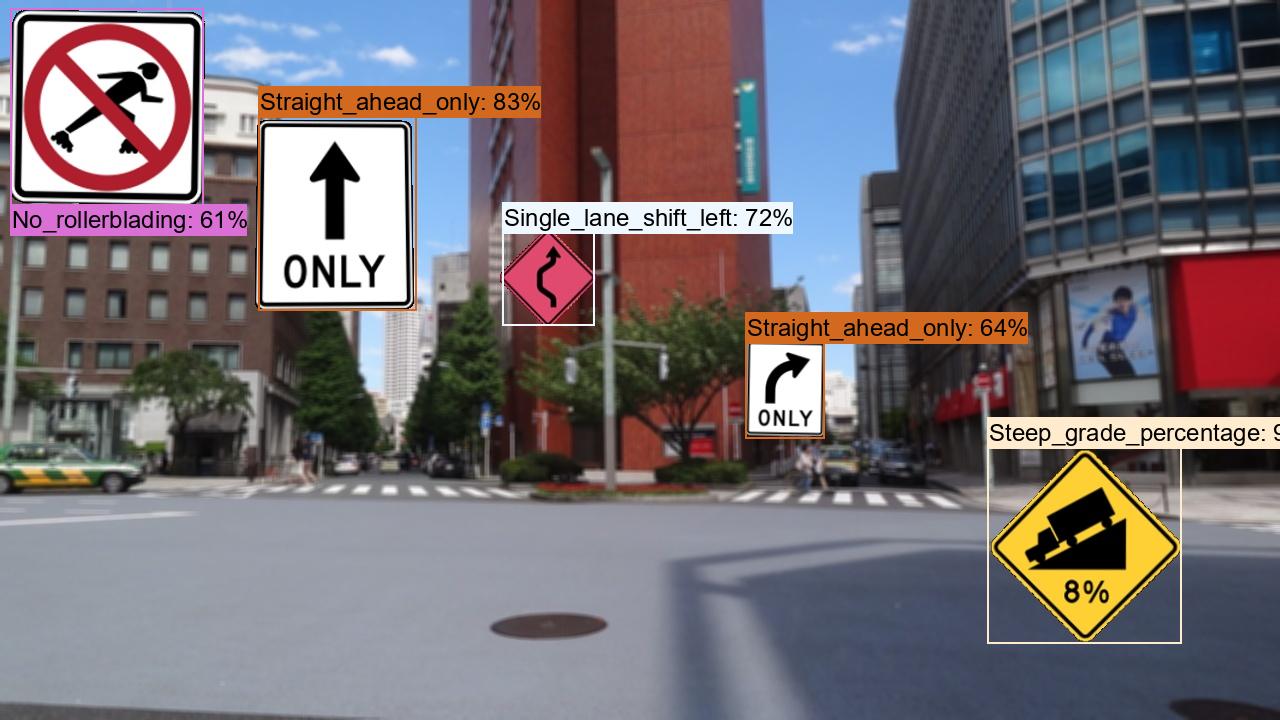 No_rollerblading: 61%
Straight_ahead_only: 83%
ONLY
Single_lane_shift_left: 72%
Straight_ahead_only: 64%
ONLY
Steep_grade_percentage: 9
8%